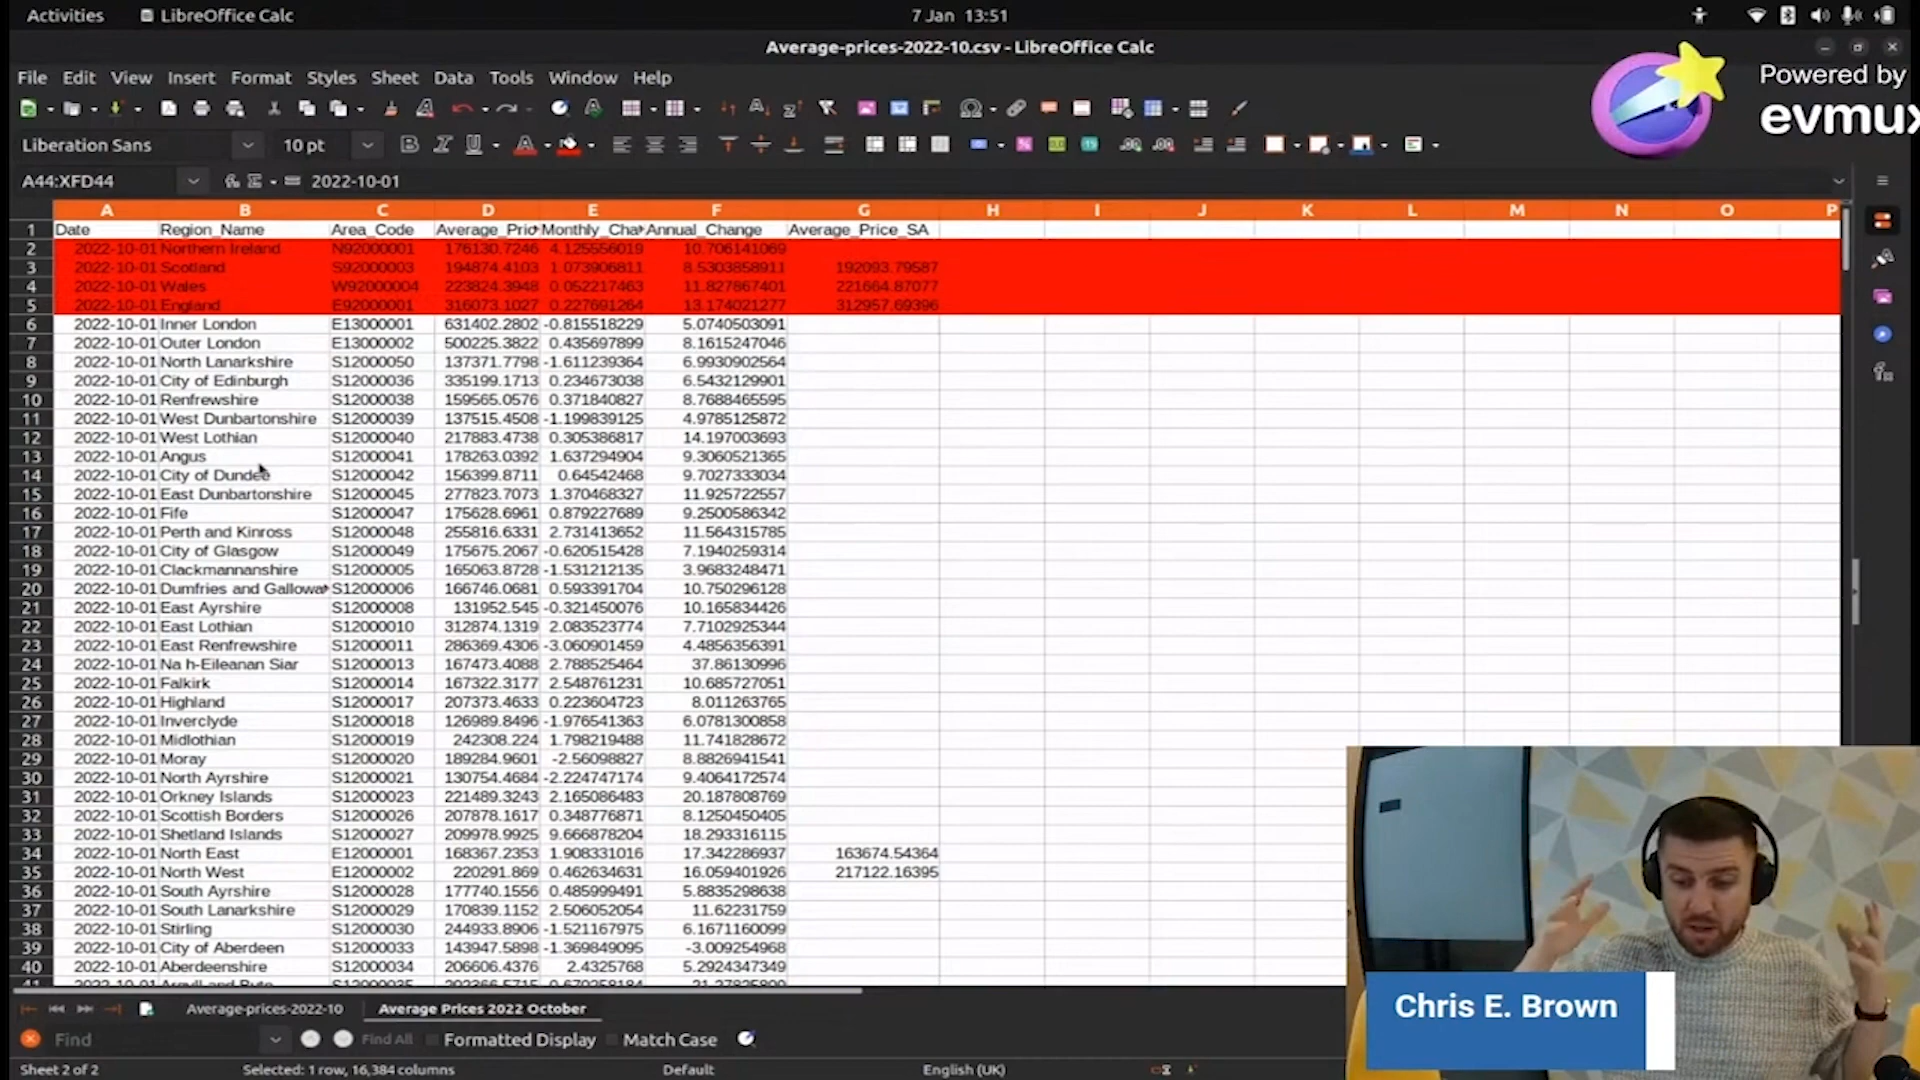 Activities LibreOffice Calc 7 Jan 13:51
Average-prices-2022-10.csv - LibreOffice Calc
File Edit View Insert Format Styles Sheet Data Tools Window Help
Powered by
evmux
Liberation Sans 10 pt
A44:XFD44 2022-10-01
A B C D E F G H I J K L M N O P
1 Date Region_Name Area_Code Average_Pric Monthly_Cha Annual_Change Average_Price_SA
2 2022-10-01 Northern Ireland N92000001 176130.7246 4.125556019 10.706141069
3 2022-10-01 Scotland S92000003 194874.4103 1.073906811 8.5303858911 192093.79587
4 2022-10-01 Wales W92000004 223824.3948 0.052217463 11.827867401 221664.87077
5 2022-10-01 England E92000001 316073.1027 0.227691264 13.174021277 312957.69396
6 2022-10-01 Inner London E13000001 631402.2802 -0.815518229 5.0740503091
7 2022-10-01 Outer London E13000002 500225.3822 0.435697899 8.1615247046
8 2022-10-01 North Lanarkshire S12000050 137371.7798 -1.611239364 6.9930902564
9 2022-10-01 City of Edinburgh S12000036 335199.1713 0.234673038 6.5432129901
10 2022-10-01 Renfrewshire S12000038 159565.0576 0.371840827 8.7688465595
11 2022-10-01 West Dunbartonshire S12000039 137515.4508 -1.199839125 4.9785125872
12 2022-10-01 West Lothian S12000040 217883.4738 0.305386817 14.197003693
13 2022-10-01 Angus S12000041 178263.0392 1.637294904 9.3060521365
14 2022-10-01 City of Dundee S12000042 156399.8711 0.64542468 9.7027333034
15 2022-10-01 East Dunbartonshire S12000045 277823.7073 1.370468327 11.925722557
16 2022-10-01 Fife S12000047 175628.6961 0.879227689 9.2500586342
17 2022-10-01 Perth and Kinross S12000048 255816.6331 2.731413652 11.564315785
18 2022-10-01 City of Glasgow S12000049 175675.2067 -0.620515428 7.1940259314
19 2022-10-01 Clackmannanshire S12000005 165063.8728 -1.531212135 3.9683248471
20 2022-10-01 Dumfries and Gallowa S12000006 166746.0681 0.593391704 10.750296128
21 2022-10-01 East Ayrshire S12000008 131952.545 -0.321450076 10.165834426
22 2022-10-01 East Lothian S12000010 312874.1319 2.083523774 7.7102925344
23 2022-10-01 East Renfrewshire S12000011 286369.4306 -3.060901459 4.4856356391
24 2022-10-01 Na h-Eileanan Siar S12000013 167473.4088 2.788525464 37.86130996
25 2022-10-01 Falkirk S12000014 167322.3177 2.548761231 10.685727051
26 2022-10-01 Highland S12000017 207373.4633 0.223604723 8.011263765
27 2022-10-01 Inverclyde S12000018 126989.8496 -1.976541363 6.0781300858
28 2022-10-01 Midlothian S12000019 242308.224 1.798219488 11.741828672
29 2022-10-01 Moray S12000020 189284.9601 -2.56098827 8.8826941541
30 2022-10-01 North Ayrshire S12000021 130754.4684 -2.224747174 9.4064172574
31 2022-10-01 Orkney Islands S12000023 221489.3243 2.165086483 20.187808769
32 2022-10-01 Scottish Borders S12000026 207878.1617 0.348776871 8.1250450405
33 2022-10-01 Shetland Islands S12000027 209978.9925 9.666878204 18.293316115
34 2022-10-01 North East E12000001 168367.2353 1.908331016 17.342286937 163674.54364
35 2022-10-01 North West E12000002 220291.869 0.462634631 16.059401926 217122.16395
36 2022-10-01 South Ayrshire S12000028 177740.1556 0.485999491 5.8835298638
37 2022-10-01 South Lanarkshire S12000029 170839.1152 2.506052054 11.62231759
38 2022-10-01 Stirling S12000030 244933.8906 -1.521167975 6.1671160099
39 2022-10-01 City of Aberdeen S12000033 143947.5898 -1.369849095 -3.009254968
40 2022-10-01 Aberdeenshire S12000034 206606.4376 2.4325768 5.2924347349
Chris E. Brown
Average-prices-2022-10 Average Prices 2022 October
Find Find All Formatted Display Match Case
Sheet 2 of 2 Selected: 1 row, 16,384 columns Default English (UK)